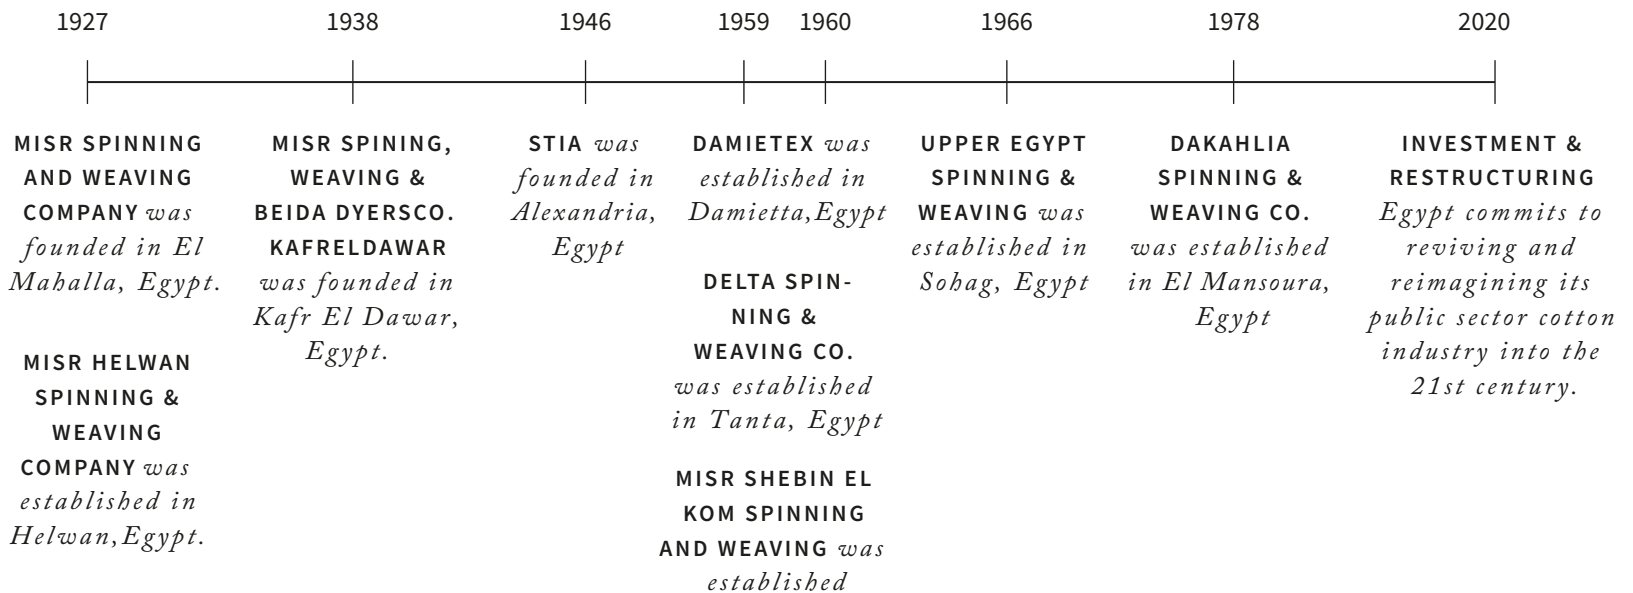 1927 1938 1946 1959 1960 1966 1978 2020
MISR SPINNING
AND WEAVING
COMPANY was
founded in El
Mahalla, Egypt.
MISR HELWAN
SPINNING &
WEAVING
COMPANY was
established in
Helwan,Egypt.
MISR SPINING,
WEAVING &
BEIDA DYERSCO.
KAFRELDAWAR
was founded in
Kafr El Dawar,
Egypt.
STIA was
founded in
Alexandria,
Egypt
DAMIETEX was
established in
Damietta,Egypt
DELTA SPIN-
NING &
WEAVING CO.
was established
in Tanta, Egypt
MISR SHEBIN EL
KOM SPINNING
AND WEAVING was
established
UPPER EGYPT
SPINNING &
WEAVING was
established in
Sohag, Egypt
DAKAHLIA
SPINNING &
WEAVING CO.
was established
in El Mansoura,
Egypt
INVESTMENT &
RESTRUCTURING
Egypt commits to
reviving and
reimagining its
public sector cotton
industry into the
21st century.